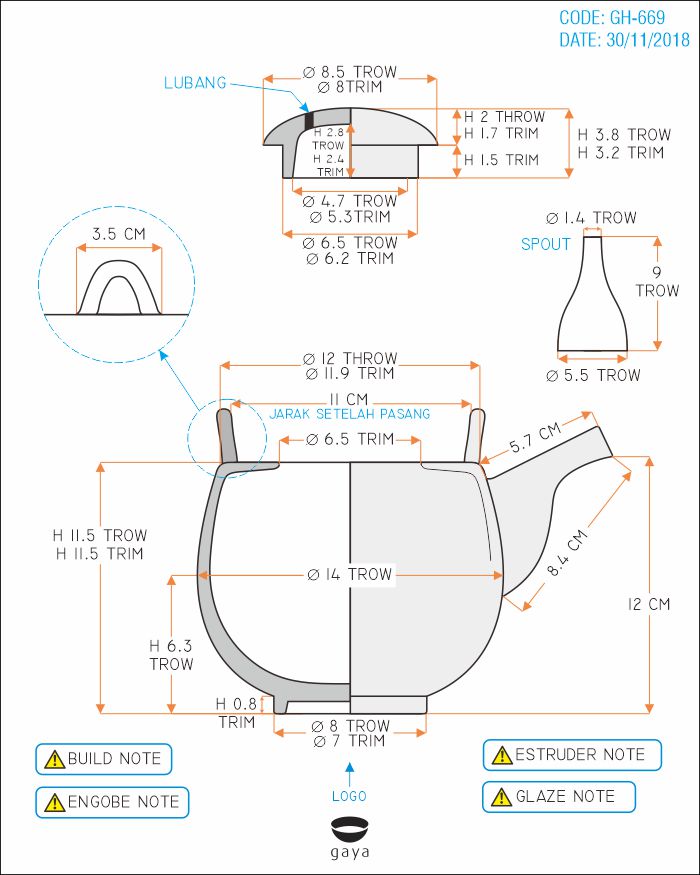 CODE: GH-669
DATE: 30/11/2018
LUBANG
Ø 8.5 TROW
Ø 8TRIM
H 2.8
TROW
H 2.4
TRIM
H 2 THROW
H 1.7 TRIM
H 1.5 TRIM
H 3.8 TROW
H 3.2 TRIM
Ø 4.7 TROW
Ø 5.3TRIM
Ø 6.5 TROW
Ø 6.2 TRIM
3.5 CM
Ø 1.4 TROW
SPOUT
9
TROW
Ø 5.5 TROW
Ø 12 THROW
Ø 11.9 TRIM
11 CM
JARAK SETELAH PASANG
Ø 6.5 TRIM
5.7 CM
H 11.5 TROW
H 11.5 TRIM
8.4 CM
Ø 14 TROW
12 CM
H 6.3
TROW
H 0.8
TRIM
Ø 8 TROW
Ø 7 TRIM
BUILD NOTE
ENGOBE NOTE
ESTRUDER NOTE
GLAZE NOTE
LOGO
gaya